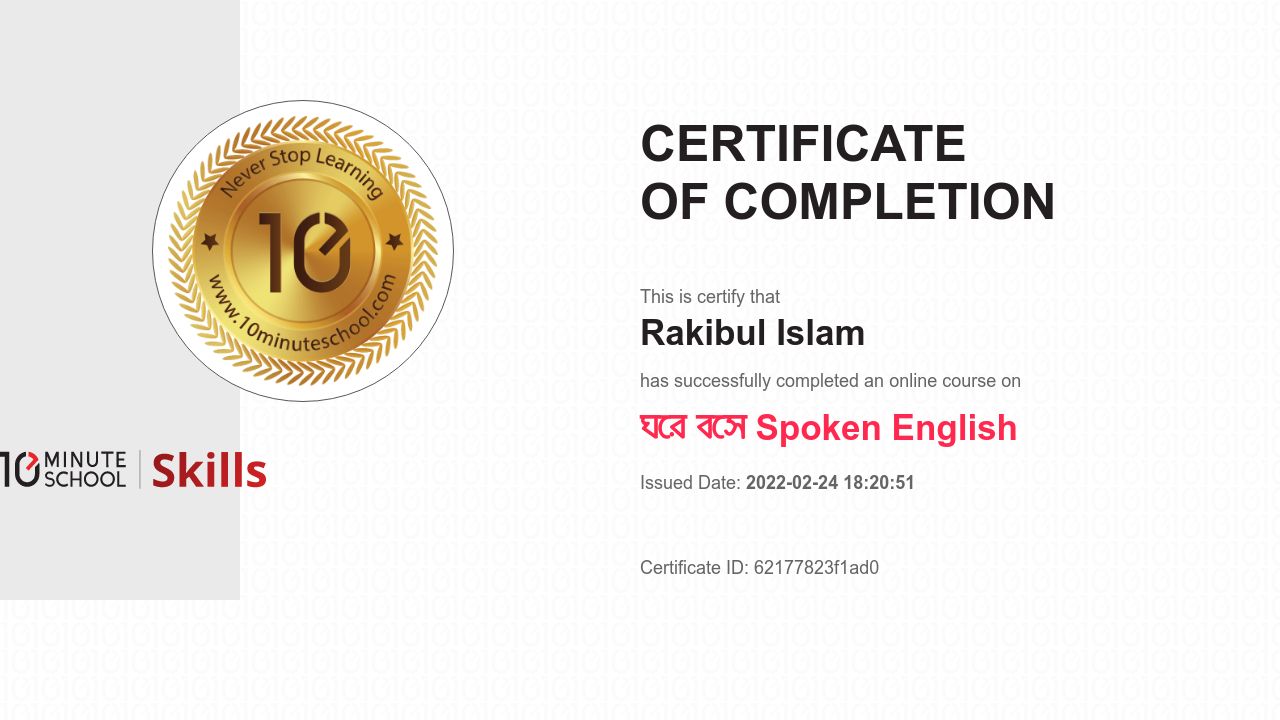 Never Stop Learning
10
www.10minuteschool.com
10 MINUTE SCHOOL Skills
CERTIFICATE
OF COMPLETION
This is certify that
Rakibul Islam
has successfully completed an online course on
ঘরে বসে Spoken English
Issued Date: 2022-02-24 18:20:51
Certificate ID: 62177823f1ad0